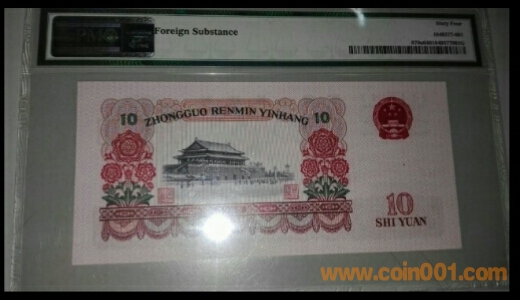 Foreign Substance
Sixty-Four
ZHONGGUO RENMIN YINHANG
10
10
10
SHI YUAN
www.coin001.com